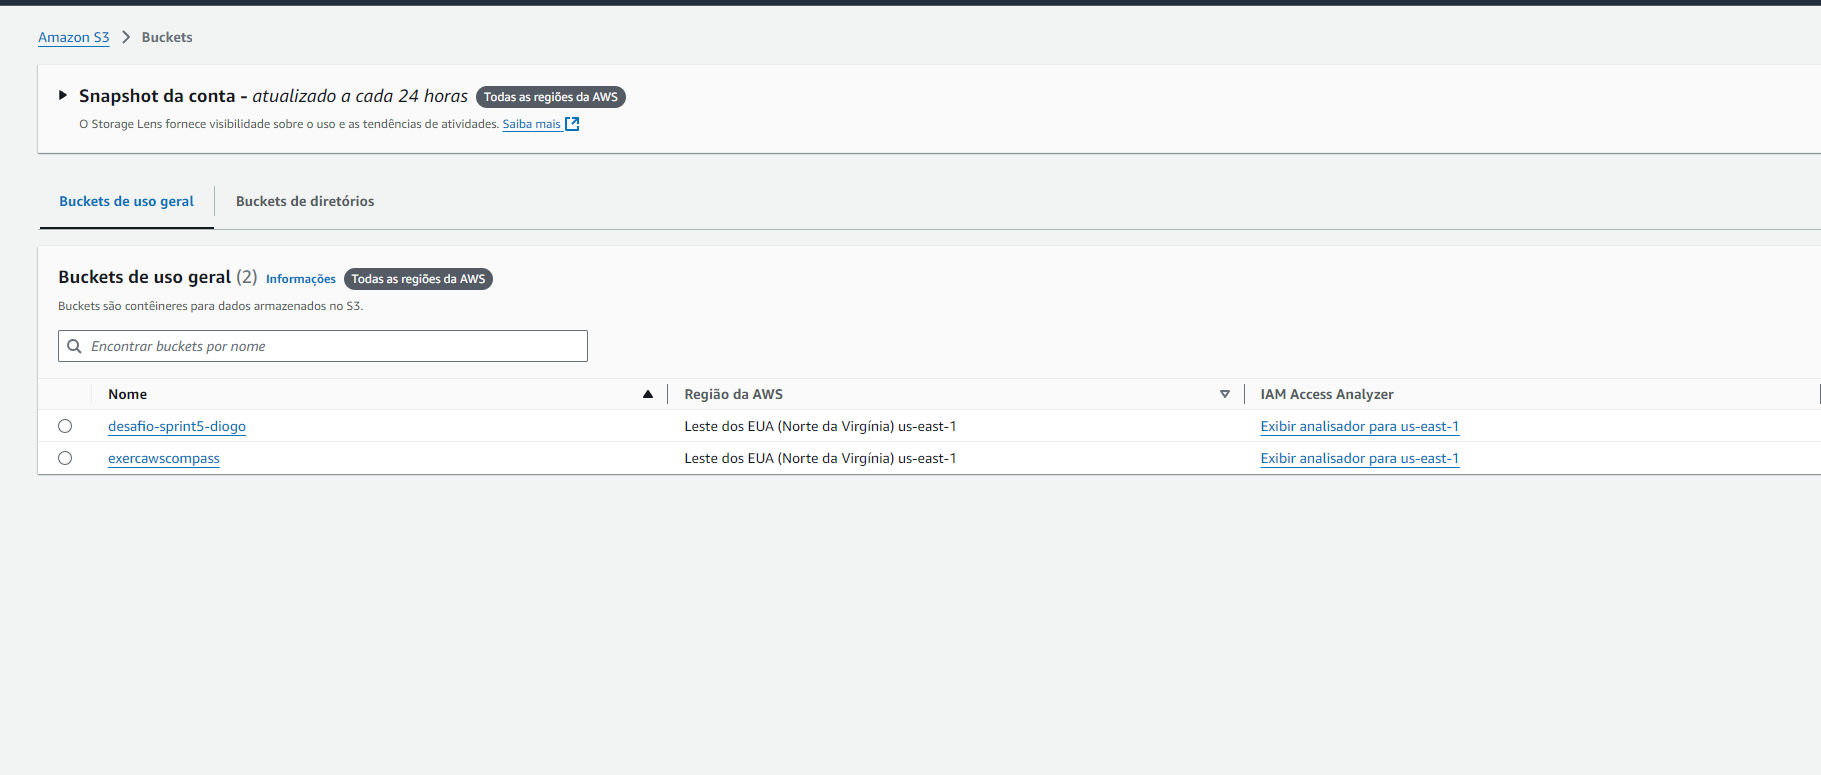 Amazon S3 > Buckets
Snapshot da conta - atualizado a cada 24 horas Todas as regiões da AWS
O Storage Lens fornece visibilidade sobre o uso e as tendências de atividades. Saiba mais
Buckets de uso geral Buckets de diretórios
Buckets de uso geral (2) Informações Todas as regiões da AWS
Buckets são contêineres para dados armazenados no S3.
Encontrar buckets por nome
Nome Região da AWS IAM Access Analyzer
desafio-sprint5-diogo Leste dos EUA (Norte da Virgínia) us-east-1 Exibir analisador para us-east-1
exercawscompass Leste dos EUA (Norte da Virgínia) us-east-1 Exibir analisador para us-east-1